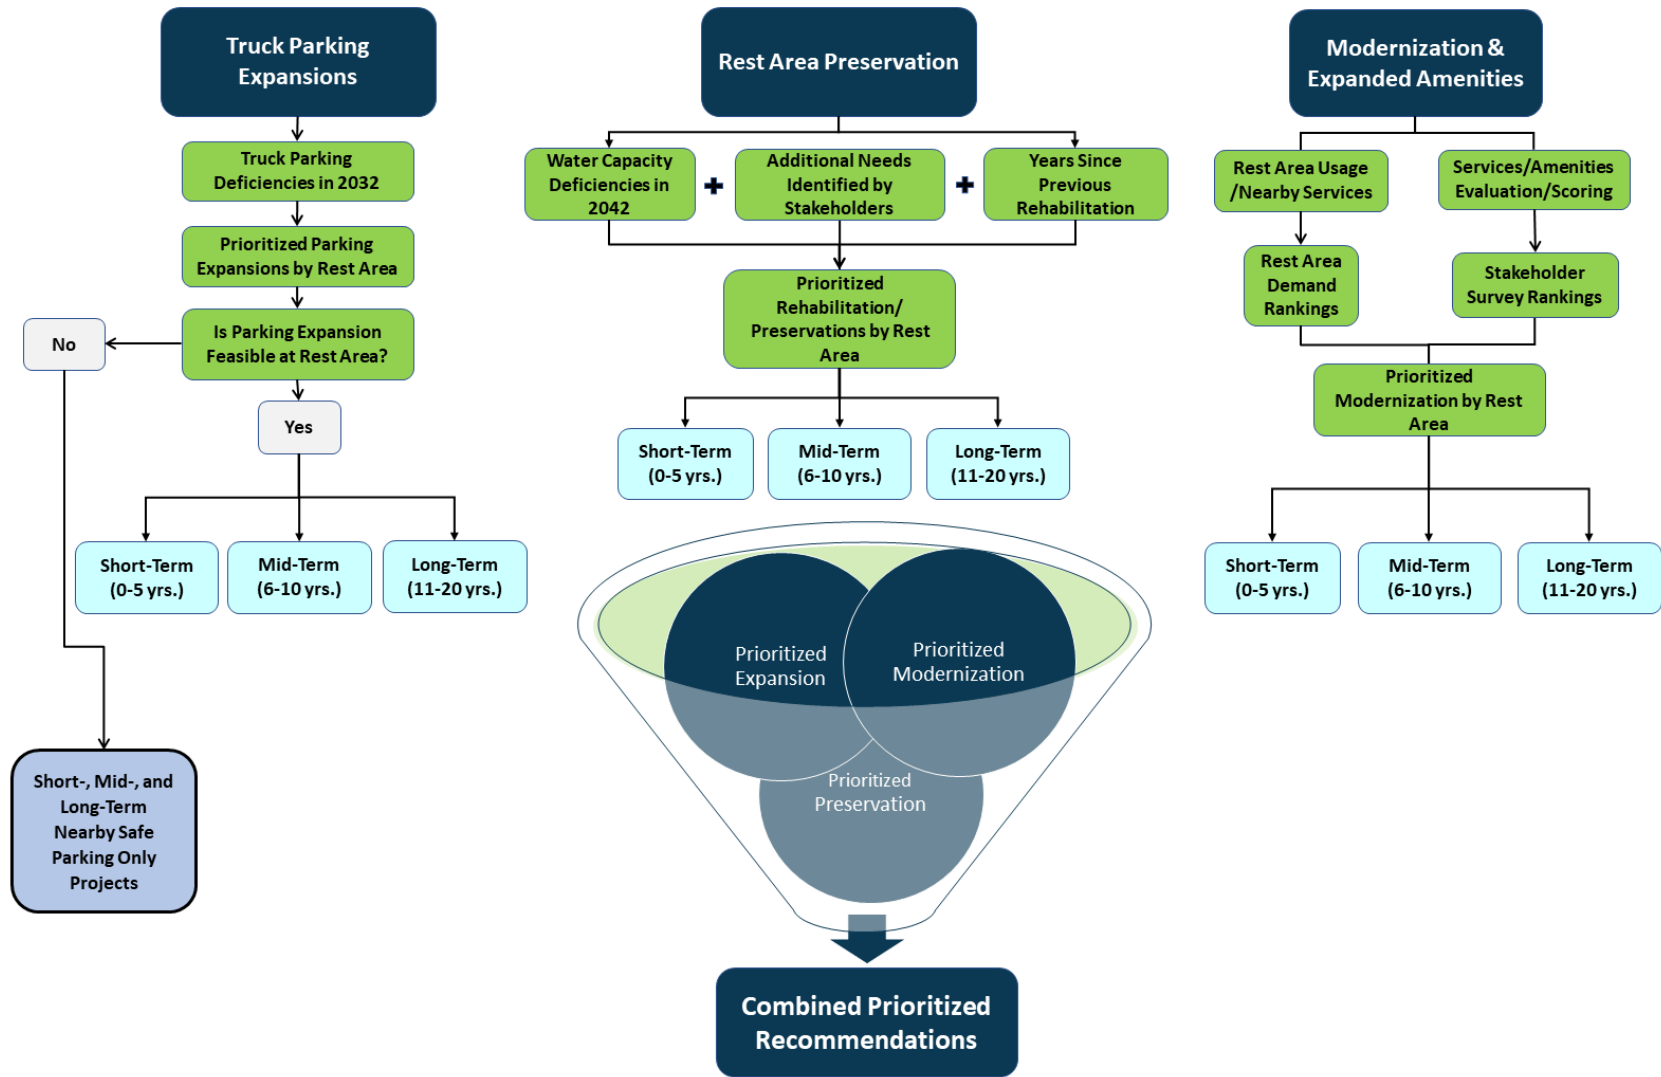 Truck Parking
Expansions
Truck Parking
Deficiencies in 2032
Prioritized Parking
Expansions by Rest Area
Is Parking Expansion
Feasible at Rest Area?
No
Yes
Short-Term
(0-5 yrs.)
Mid-Term
(6-10 yrs.)
Long-Term
(11-20 yrs.)
Short-, Mid-, and
Long-Term
Nearby Safe
Parking Only
Projects
Rest Area Preservation
Water Capacity
Deficiencies in
2042
+
Additional Needs
Identified by
Stakeholders
+
Years Since
Previous
Rehabilitation
Prioritized
Rehabilitation/
Preservations by Rest
Area
Short-Term
(0-5 yrs.)
Mid-Term
(6-10 yrs.)
Long-Term
(11-20 yrs.)
Modernization &
Expanded Amenities
Rest Area Usage
/Nearby Services
Services/Amenities
Evaluation/Scoring
Rest Area
Demand
Rankings
Stakeholder
Survey Rankings
Prioritized
Modernization by Rest
Area
Short-Term
(0-5 yrs.)
Mid-Term
(6-10 yrs.)
Long-Term
(11-20 yrs.)
Prioritized
Expansion
Prioritized
Modernization
Prioritized
Preservation
Combined Prioritized
Recommendations